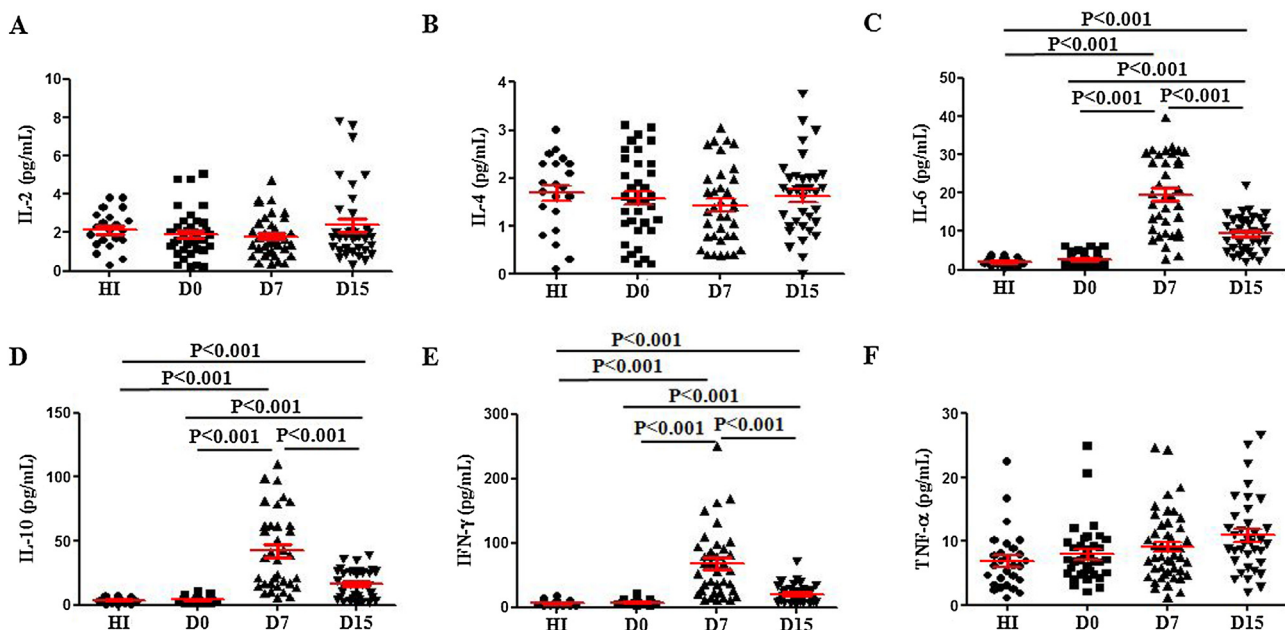 A
IL-2 (pg/mL)
10
8
6
4
2
0
HI D0 D7 D15
B
IL-4 (pg/mL)
4
3
2
1
0
HI D0 D7 D15
C
P<0.001
P<0.001
P<0.001
P<0.001 P<0.001
IL-6 (pg/mL)
50
40
30
20
10
0
HI D0 D7 D15
D
P<0.001
P<0.001
P<0.001
P<0.001 P<0.001
IL-10 (pg/mL)
150
100
50
0
HI D0 D7 D15
E
P<0.001
P<0.001
P<0.001
P<0.001 P<0.001
IFN-γ (pg/mL)
300
200
100
0
HI D0 D7 D15
F
TNF-α (pg/mL)
30
20
10
0
HI D0 D7 D15